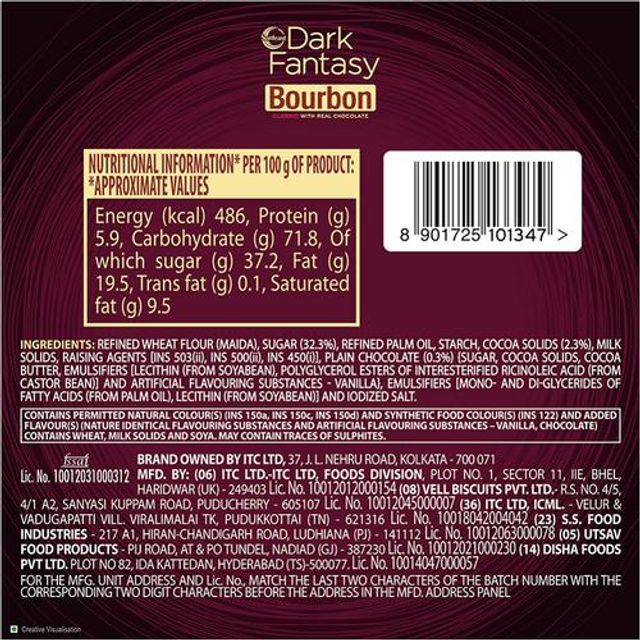 Sunfeast
Dark
Fantasy
Bourbon
CLASSIC WITH REAL CHOCOLATE
NUTRITIONAL INFORMATION* PER 100 g OF PRODUCT:
*APPROXIMATE VALUES
Energy (kcal) 486, Protein (g)
5.9, Carbohydrate (g) 71.8, Of
which sugar (g) 37.2, Fat (g)
19.5, Trans fat (g) 0.1, Saturated
fat (g) 9.5
8 901725 101347 >
INGREDIENTS: REFINED WHEAT FLOUR (MAIDA), SUGAR (32.3%), REFINED PALM OIL, STARCH, COCOA SOLIDS (2.3%), MILK
SOLIDS, RAISING AGENTS [INS 503(ii), INS 500(ii), INS 450(i)], PLAIN CHOCOLATE (0.3%) {SUGAR, COCOA SOLIDS, COCOA
BUTTER, EMULSIFIERS [LECITHIN (FROM SOYABEAN), POLYGLYCEROL ESTERS OF INTERESTERIFIED RICINOLEIC ACID (FROM
CASTOR BEAN)] AND ARTIFICIAL FLAVOURING SUBSTANCES - VANILLA}, EMULSIFIERS [MONO- AND DI-GLYCERIDES OF
FATTY ACIDS (FROM PALM OIL), LECITHIN (FROM SOYABEAN)] AND IODIZED SALT.
CONTAINS PERMITTED NATURAL COLOUR(S) (INS 150a, INS 150c, INS 150d) AND SYNTHETIC FOOD COLOUR(S) (INS 122) AND ADDED
FLAVOUR(S) (NATURE IDENTICAL FLAVOURING SUBSTANCES AND ARTIFICIAL FLAVOURING SUBSTANCES – VANILLA, CHOCOLATE)
CONTAINS WHEAT, MILK SOLIDS AND SOYA. MAY CONTAIN TRACES OF SULPHITES.
fssai BRAND OWNED BY ITC LTD, 37, J. L. NEHRU ROAD, KOLKATA - 700 071
Lic. No. 10012031000312 MFD. BY: (06) ITC LTD.-ITC LTD, FOODS DIVISION, PLOT NO. 1, SECTOR 11, IIE, BHEL,
HARIDWAR (UK) - 249403 Lic. No. 10012012000154 (08) VELL BISCUITS PVT. LTD.- R.S. NO. 4/5,
4/1 A2, SANYASI KUPPAM ROAD, PUDUCHERRY - 605107 Lic. No. 10012045000007 (36) ITC LTD, ICML. - VELUR &
VADUGAPATTI VILL. VIRALIMALAI TK, PUDUKKOTTAI (TN) - 621316 Lic. No. 10018042004042 (23) S.S. FOOD
INDUSTRIES - 217 A1, HIRAN-CHANDIGARH ROAD, LUDHIANA (PJ) - 141112 Lic. No. 10012063000078 (05) UTSAV
FOOD PRODUCTS - PIJ ROAD, AT & PO TUNDEL, NADIAD (GJ) - 387230 Lic. No. 10012021000230 (14) DISHA FOODS
PVT LTD. PLOT NO 82, IDA KATTEDAN, HYDERABAD (TS)-500077. Lic. No. 10014047000057
FOR THE MFG. UNIT ADDRESS AND Lic. No., MATCH THE LAST TWO CHARACTERS OF THE BATCH NUMBER WITH THE
CORRESPONDING TWO DIGIT CHARACTERS BEFORE THE ADDRESS IN THE MFD. ADDRESS PANEL
Creative Visualisation